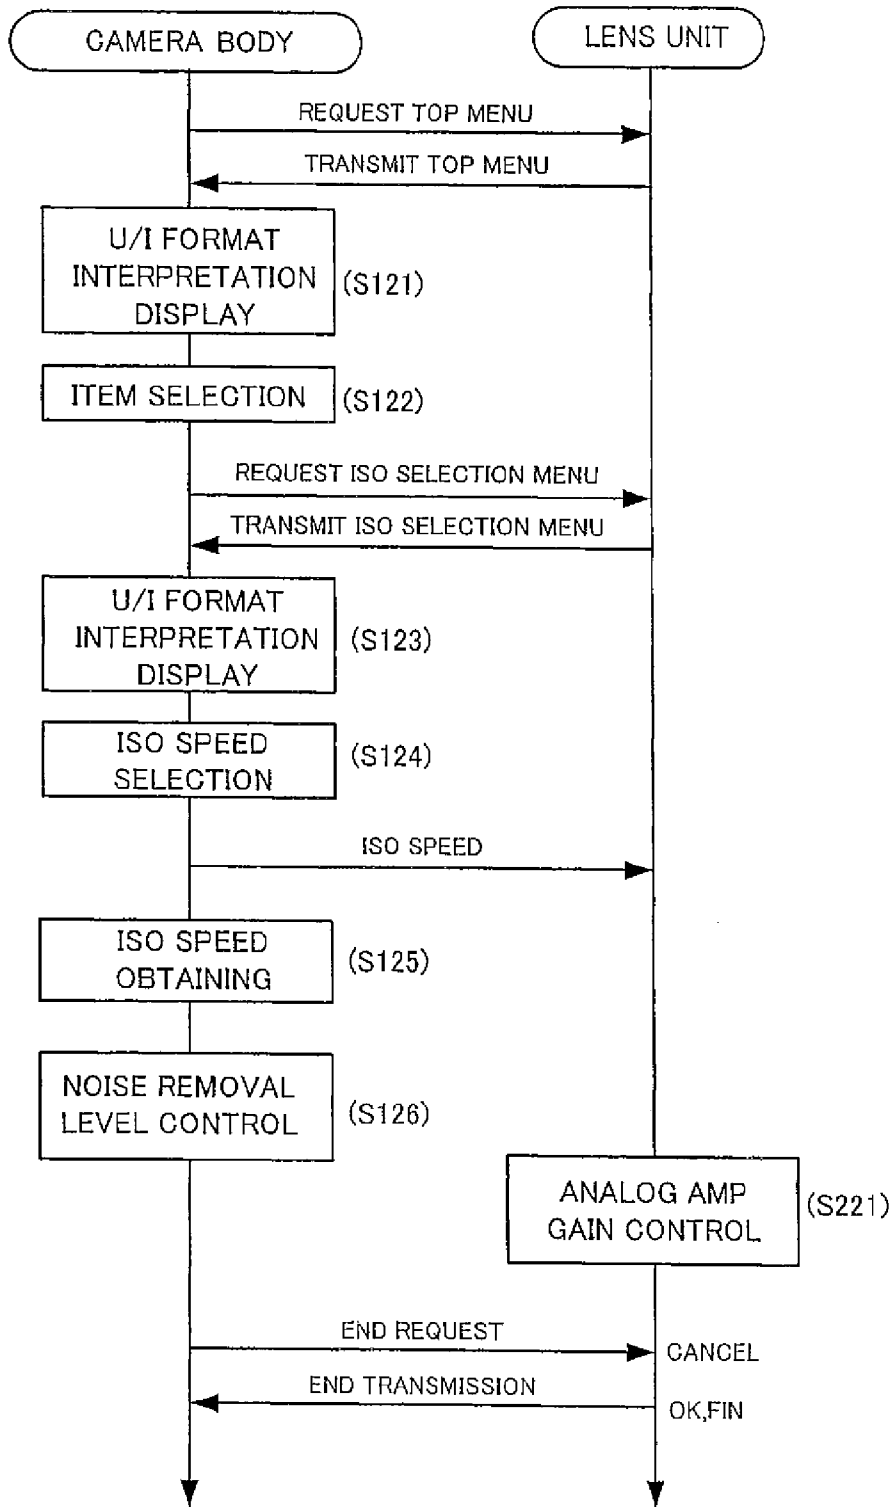 CAMERA BODY
LENS UNIT
REQUEST TOP MENU
TRANSMIT TOP MENU
U/I FORMAT
INTERPRETATION
DISPLAY
(S121)
ITEM SELECTION
(S122)
REQUEST ISO SELECTION MENU
TRANSMIT ISO SELECTION MENU
U/I FORMAT
INTERPRETATION
DISPLAY
(S123)
ISO SPEED
SELECTION
(S124)
ISO SPEED
ISO SPEED
OBTAINING
(S125)
NOISE REMOVAL
LEVEL CONTROL
(S126)
ANALOG AMP
GAIN CONTROL
(S221)
END REQUEST
CANCEL
END TRANSMISSION
OK,FIN